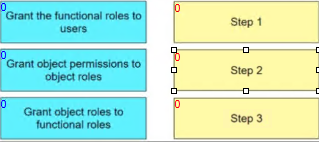 0
Grant the functional roles to
users
0
Step 1
0
Grant object permissions to
object roles
0
Step 2
0
Grant object roles to
functional roles
0
Step 3